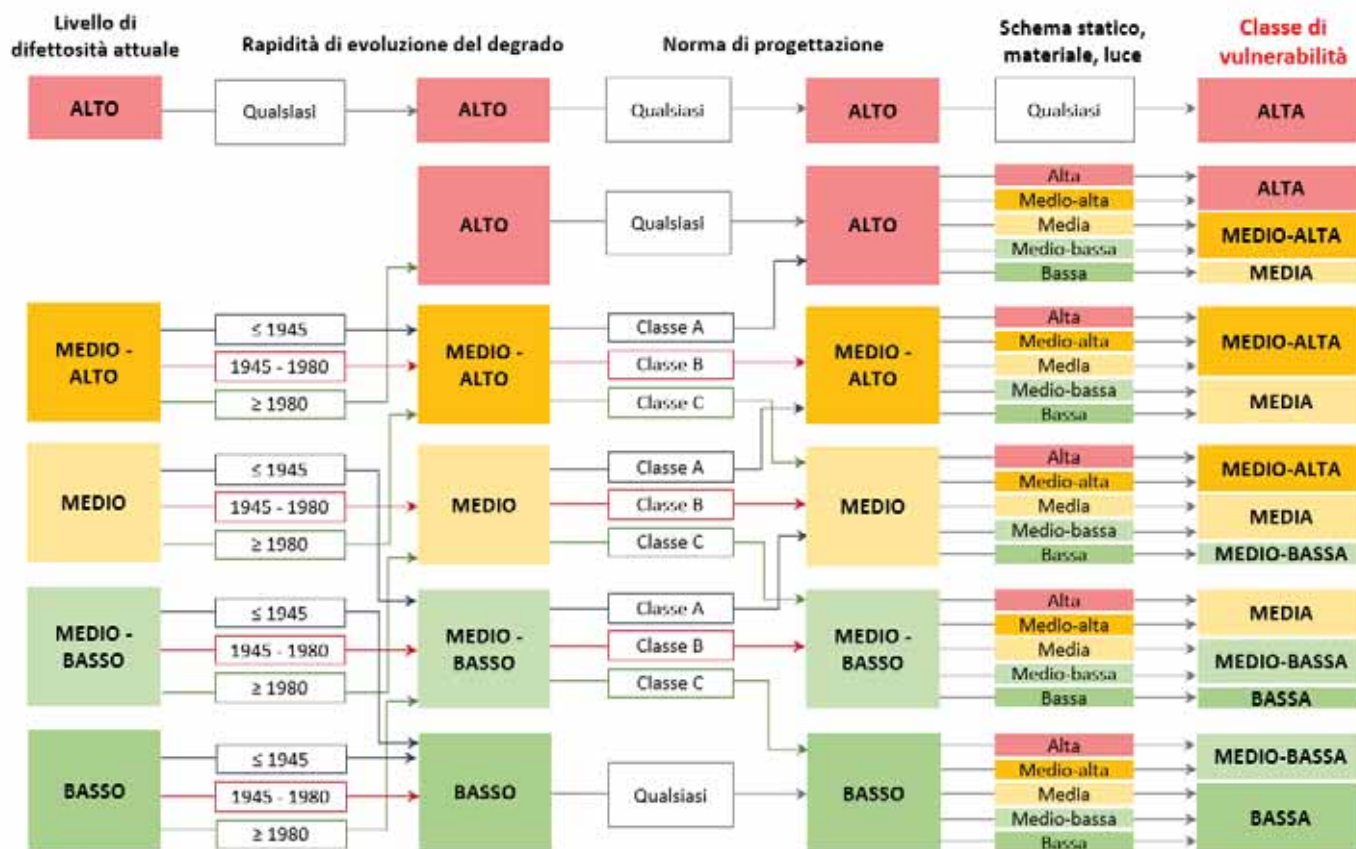 Livello di
difettosità attuale
Rapidità di evoluzione del degrado
Norma di progettazione
Schema statico,
materiale, luce
Classe di
vulnerabilità
ALTO
Qualsiasi
ALTO
Qualsiasi
ALTO
Qualsiasi
ALTA
ALTO
Qualsiasi
ALTO
Alta
Medio-alta
Media
Medio-bassa
Bassa
ALTA
MEDIO-ALTA
MEDIA
MEDIO -
ALTO
≤ 1945
1945 - 1980
≥ 1980
MEDIO -
ALTO
Classe A
Classe B
Classe C
MEDIO -
ALTO
Alta
Medio-alta
Media
Medio-bassa
Bassa
MEDIO-ALTA
MEDIA
MEDIO
≤ 1945
1945 - 1980
≥ 1980
MEDIO
Classe A
Classe B
Classe C
MEDIO
Alta
Medio-alta
Media
Medio-bassa
Bassa
MEDIO-ALTA
MEDIA
MEDIO-BASSA
MEDIO -
BASSO
≤ 1945
1945 - 1980
≥ 1980
MEDIO -
BASSO
Classe A
Classe B
Classe C
MEDIO -
BASSO
Alta
Medio-alta
Media
Medio-bassa
Bassa
MEDIA
MEDIO-BASSA
BASSA
BASSO
≤ 1945
1945 - 1980
≥ 1980
BASSO
Qualsiasi
BASSO
Alta
Medio-alta
Media
Medio-bassa
Bassa
MEDIO-BASSA
BASSA